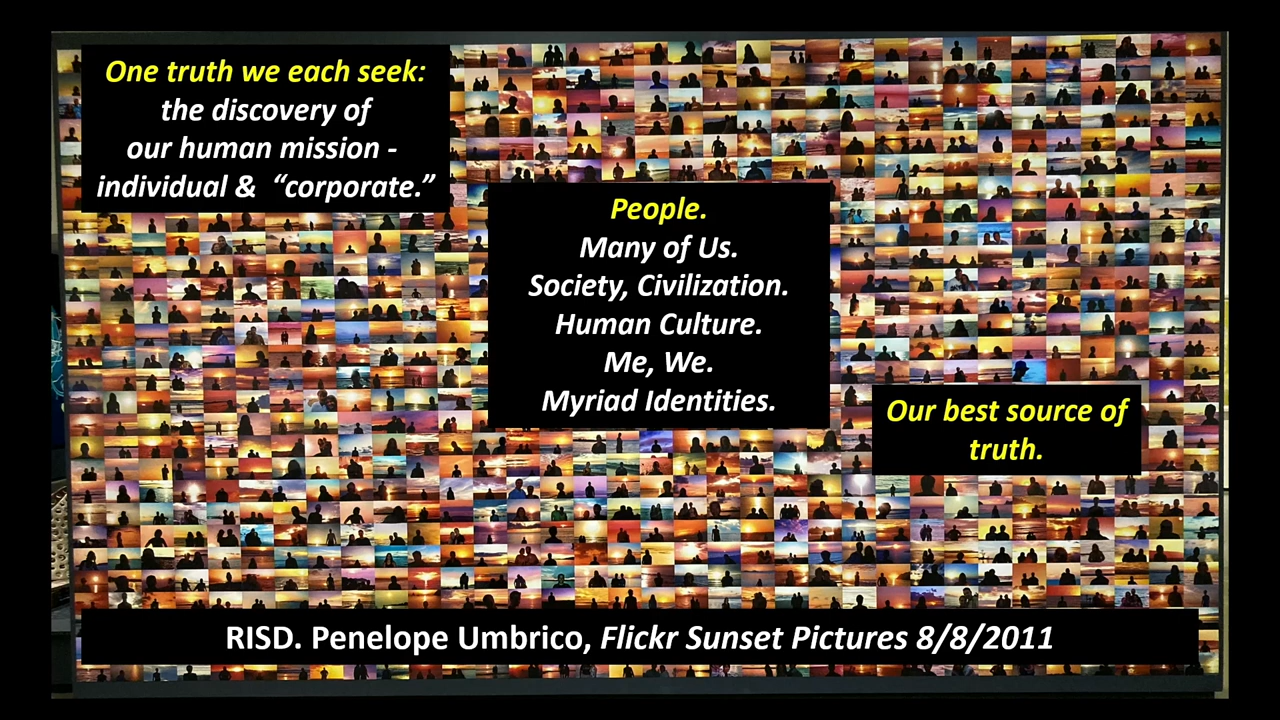 One truth we each seek:
the discovery of
our human mission -
individual & “corporate.”
People.
Many of Us.
Society, Civilization.
Human Culture.
Me, We.
Myriad Identities.
Our best source of
truth.
RISD. Penelope Umbrico, Flickr Sunset Pictures 8/8/2011